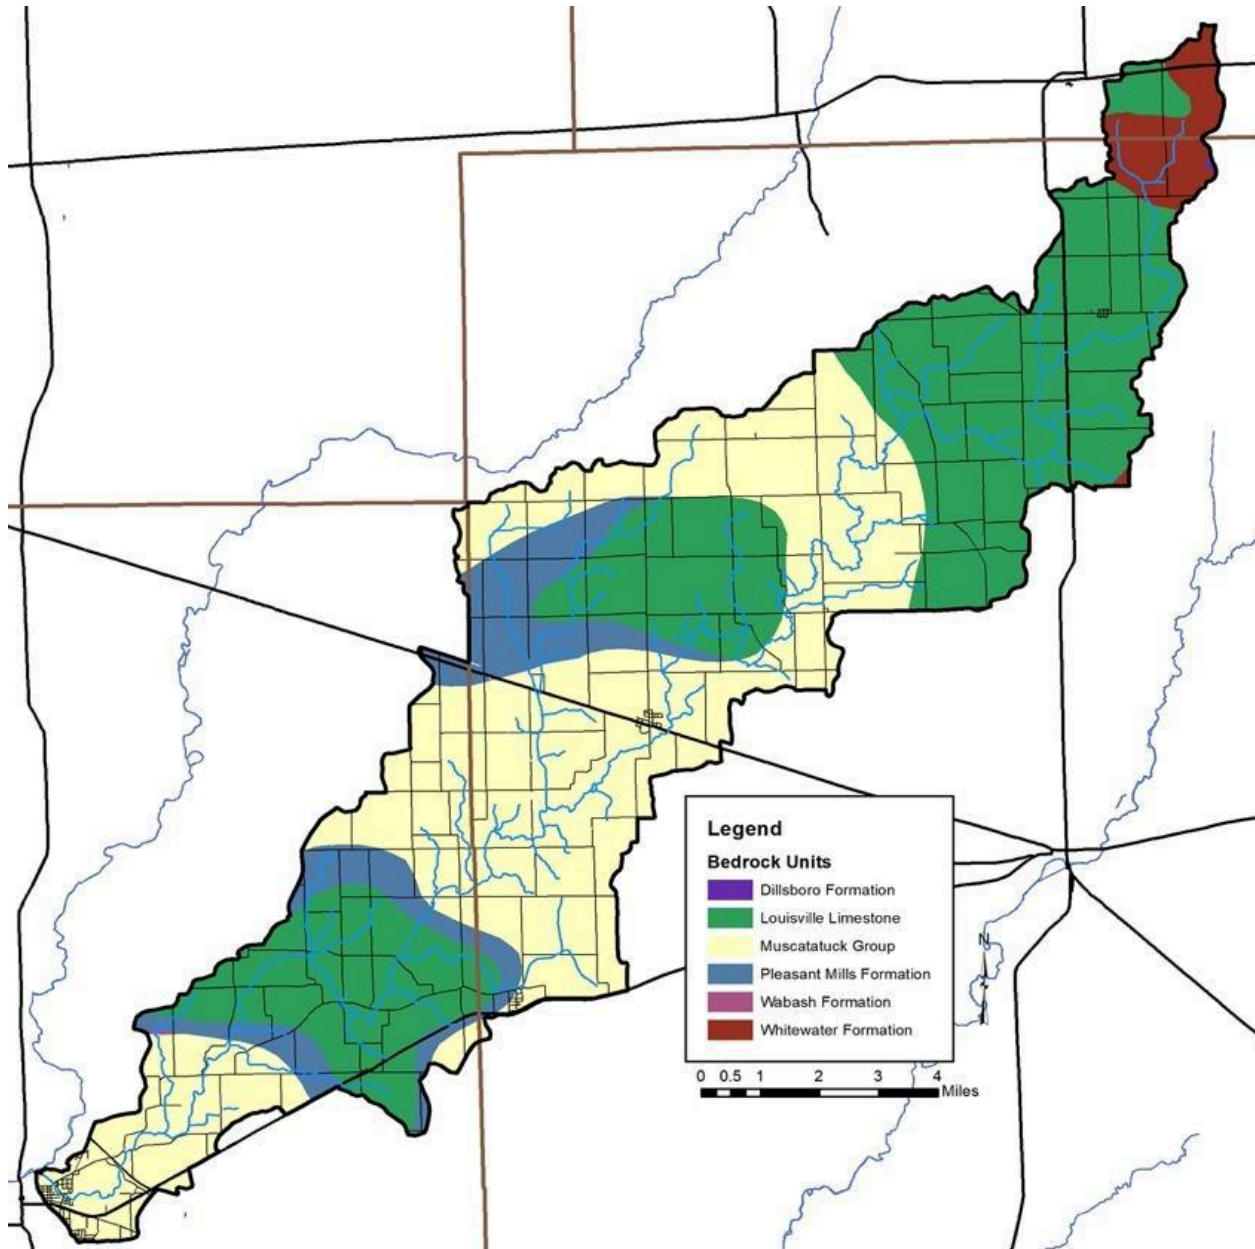 Legend
Bedrock Units
Dillsboro Formation
Louisville Limestone
Muscatatuck Group
Pleasant Mills Formation
Wabash Formation
Whitewater Formation
N
0 0.5 1 2 3 4
Miles